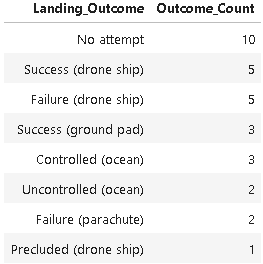 Landing_Outcome Outcome_Count
No attempt 10
Success (drone ship) 5
Failure (drone ship) 5
Success (ground pad) 3
Controlled (ocean) 3
Uncontrolled (ocean) 2
Failure (parachute) 2
Precluded (drone ship) 1